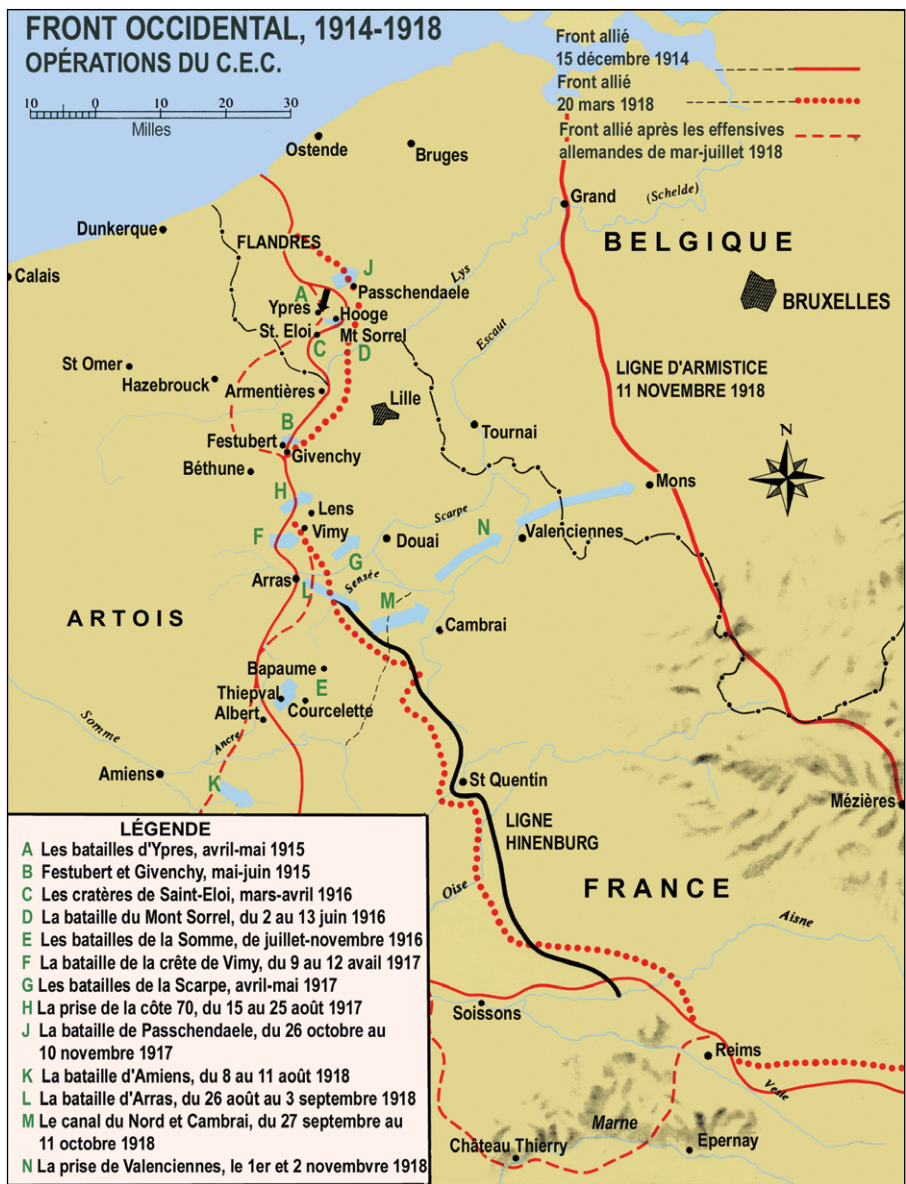 FRONT OCCIDENTAL, 1914-1918
OPÉRATIONS DU C.E.C.
10 0 10 20 30
Milles
Front allié
15 décembre 1914
Front allié
20 mars 1918
Front allié après les effensives
allemandes de mar-juillet 1918
Ostende
Bruges
Grand
(Schelde)
Dunkerque
FLANDRES
BELGIQUE
Calais
J
Lys
A
Passchendaele
BRUXELLES
Ypres
Hooge
Escaut
St. Eloi
Mt Sorrel
C
D
St Omer
Hazebrouck
LIGNE D'ARMISTICE
11 NOVEMBRE 1918
Armentières
Lille
B
Tournai
N
Festubert
Givenchy
Béthune
Mons
H
Lens
Scarpe
Vimy
N
F
Douai
Valenciennes
G
Arras
Sensée
L
M
ARTOIS
Cambrai
Bapaume
Thiepval
E
Courcelette
Albert
Somme
Ancre
Amiens
K
St Quentin
Mézières
LIGNE
HINENBURG
FRANCE
Oise
Aisne
Soissons
Reims
Vesle
Marne
Château Thierry
Epernay
LÉGENDE
A Les batailles d'Ypres, avril-mai 1915
B Festubert et Givenchy, mai-juin 1915
C Les cratères de Saint-Eloi, mars-avril 1916
D La bataille du Mont Sorrel, du 2 au 13 juin 1916
E Les batailles de la Somme, de juillet-novembre 1916
F La bataille de la crête de Vimy, du 9 au 12 avail 1917
G Les batailles de la Scarpe, avril-mai 1917
H La prise de la côte 70, du 15 au 25 août 1917
J La bataille de Passchendaele, du 26 octobre au
10 novembre 1917
K La bataille d'Amiens, du 8 au 11 août 1918
L La bataille d'Arras, du 26 août au 3 septembre 1918
M Le canal du Nord et Cambrai, du 27 septembre au
11 octobre 1918
N La prise de Valenciennes, le 1er et 2 novembvre 1918